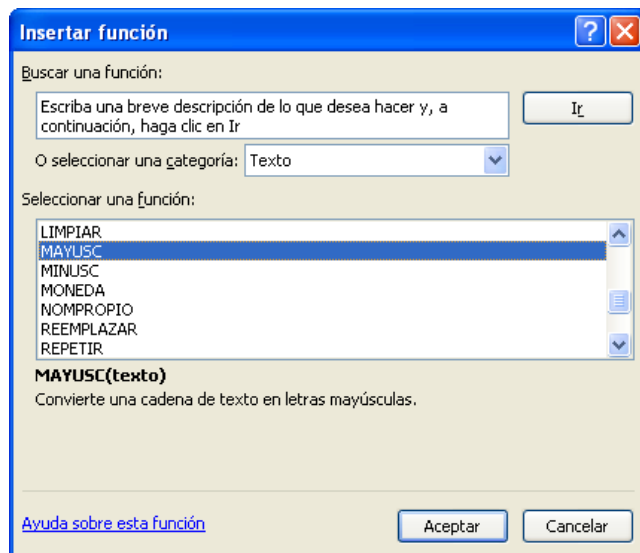 Insertar función
Buscar una función:
Escriba una breve descripción de lo que desea hacer y, a
continuación, haga clic en Ir
Ir
O seleccionar una categoría: Texto
Seleccionar una función:
LIMPIAR
MAYUSC
MINUSC
MONEDA
NOMPROPIO
REEMPLAZAR
REPETIR
MAYUSC(texto)
Convierte una cadena de texto en letras mayúsculas.
Ayuda sobre esta función
Aceptar
Cancelar